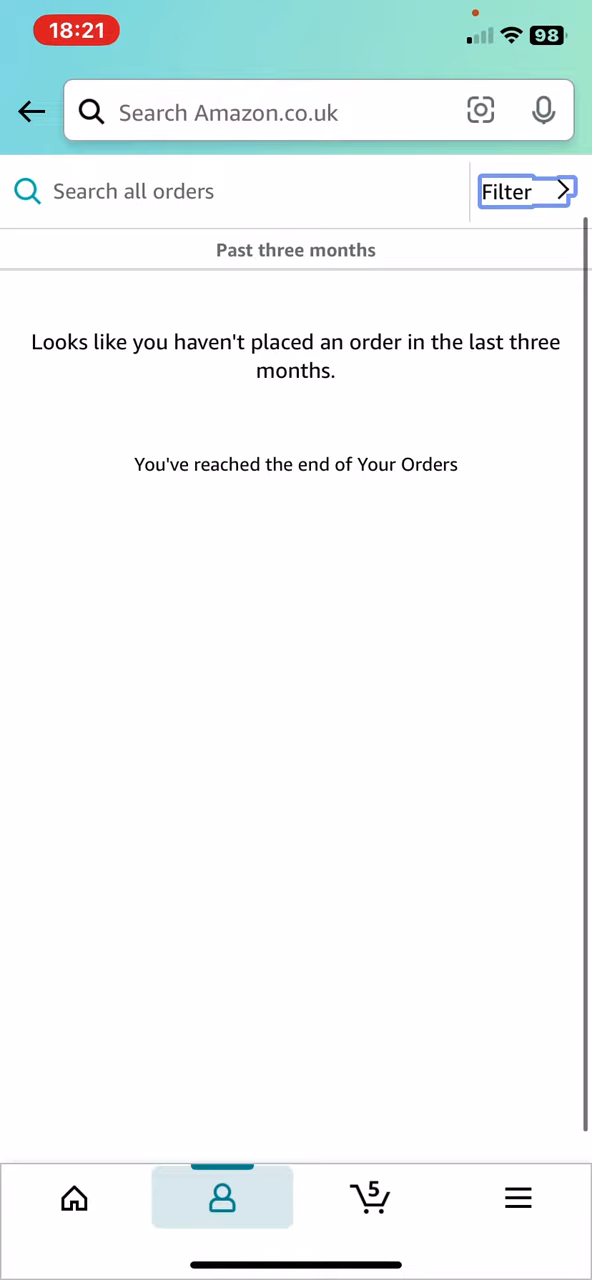 18:21
98
Search Amazon.co.uk
Search all orders
Filter
Past three months
Looks like you haven't placed an order in the last three
months.
You've reached the end of Your Orders
5